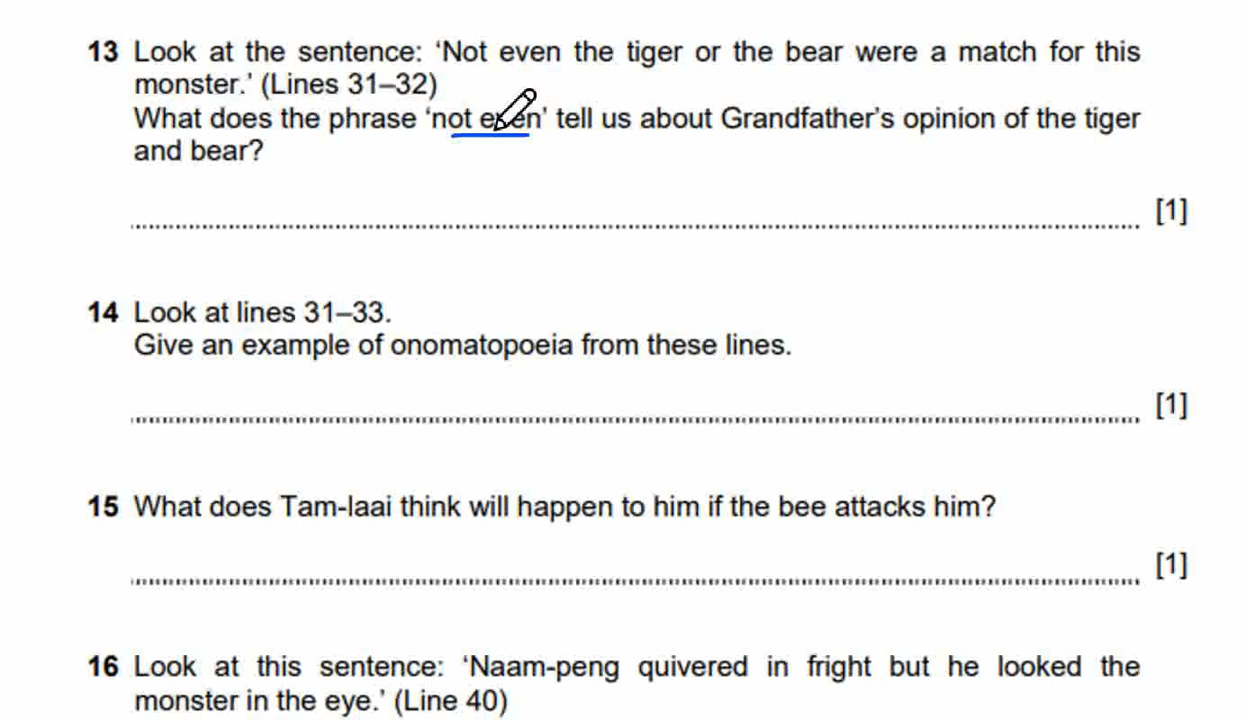 13 Look at the sentence: ‘Not even the tiger or the bear were a match for this
monster.’ (Lines 31–32)
What does the phrase ‘not even’ tell us about Grandfather’s opinion of the tiger
and bear?
[1]
14 Look at lines 31–33.
Give an example of onomatopoeia from these lines.
[1]
15 What does Tam-laai think will happen to him if the bee attacks him?
[1]
16 Look at this sentence: ‘Naam-peng quivered in fright but he looked the
monster in the eye.’ (Line 40)